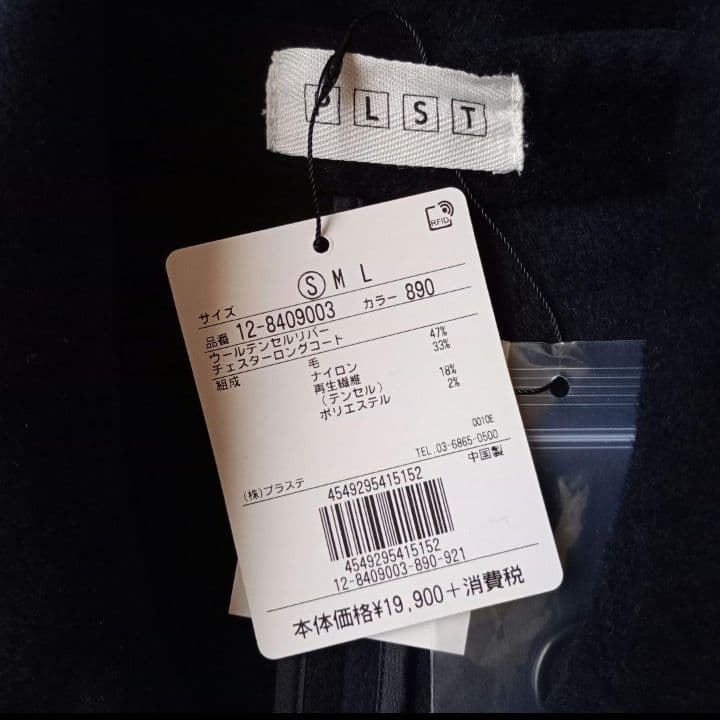 PLST
RFID
サイズ S M L
品番 12-8409003 カラー 890
ウールテンセルリバー
チェスターロングコート
組成 毛 47%
ナイロン 33%
再生繊維
(テンセル) 18%
ポリエステル 2%
0010E
TEL.03-6865-0500
(株)プラステ 中国製
4549295415152
4549295415152
12-8409003-890-921
本体価格¥19,900+消費税